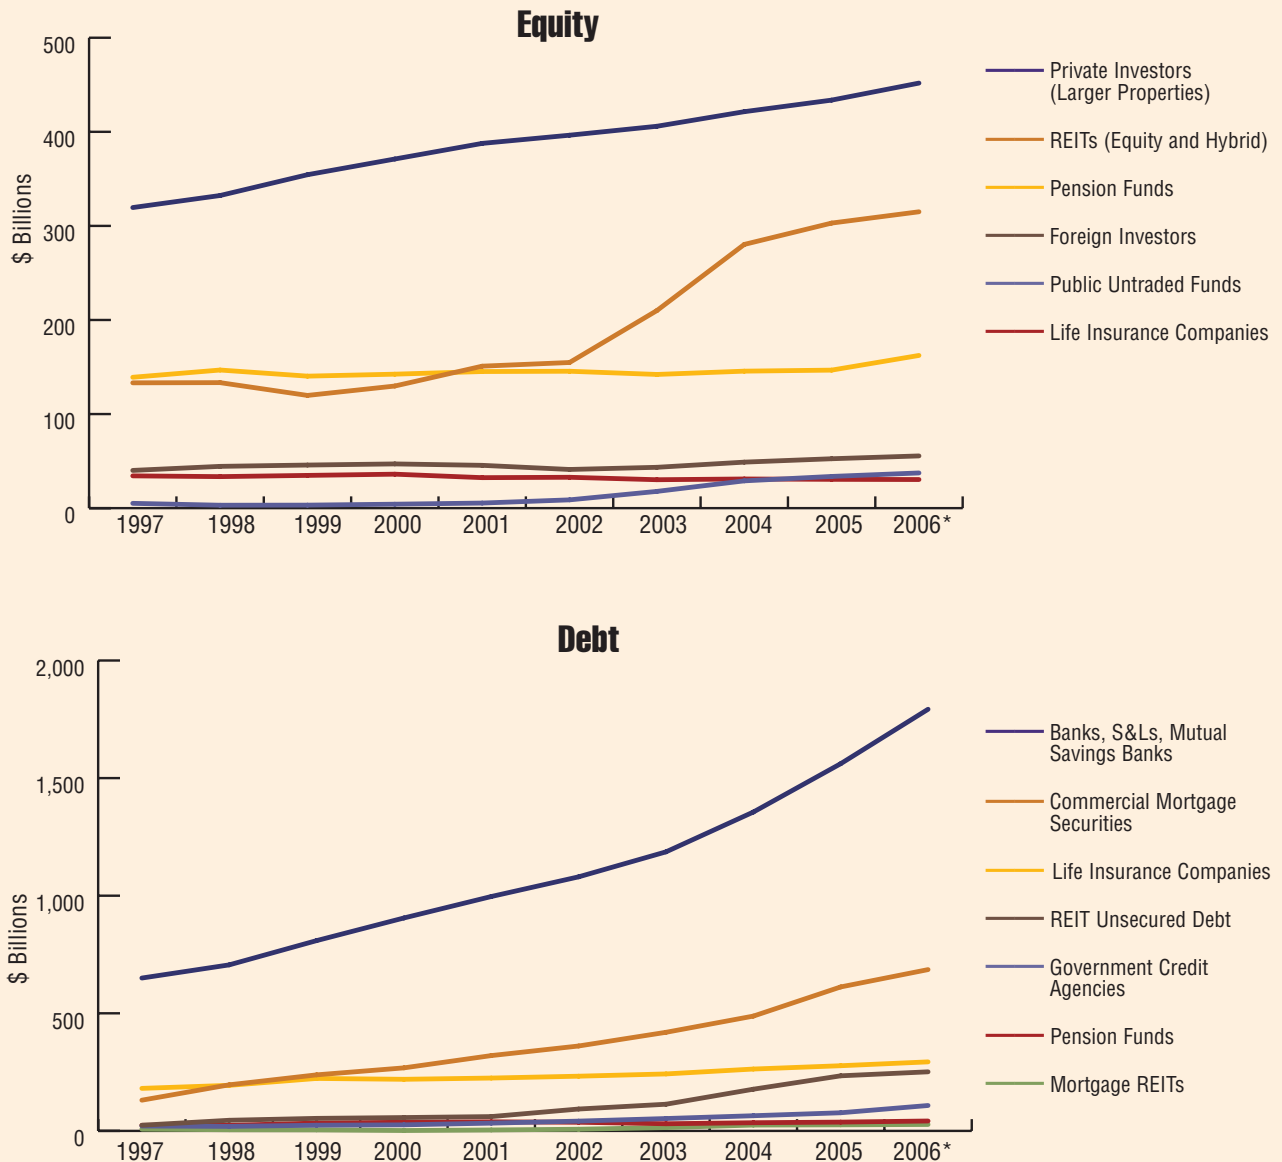 Equity
500
400
300
200
100
0
$ Billions
1997 1998 1999 2000 2001 2002 2003 2004 2005 2006*
Private Investors
(Larger Properties)
REITs (Equity and Hybrid)
Pension Funds
Foreign Investors
Public Untraded Funds
Life Insurance Companies
Debt
2,000
1,500
1,000
500
0
$ Billions
1997 1998 1999 2000 2001 2002 2003 2004 2005 2006*
Banks, S&Ls, Mutual
Savings Banks
Commercial Mortgage
Securities
Life Insurance Companies
REIT Unsecured Debt
Government Credit
Agencies
Pension Funds
Mortgage REITs